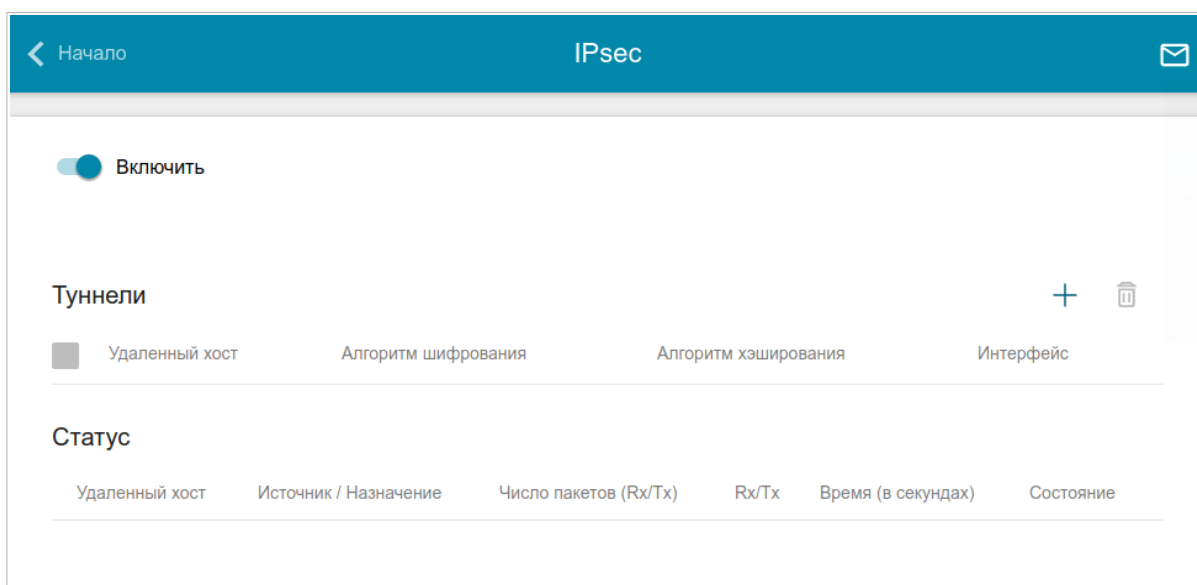 Начало
IPsec
Включить
Туннели
Удаленный хост Алгоритм шифрования Алгоритм хэширования Интерфейс
Статус
Удаленный хост Источник / Назначение Число пакетов (Rx/Tx) Rx/Tx Время (в секундах) Состояние